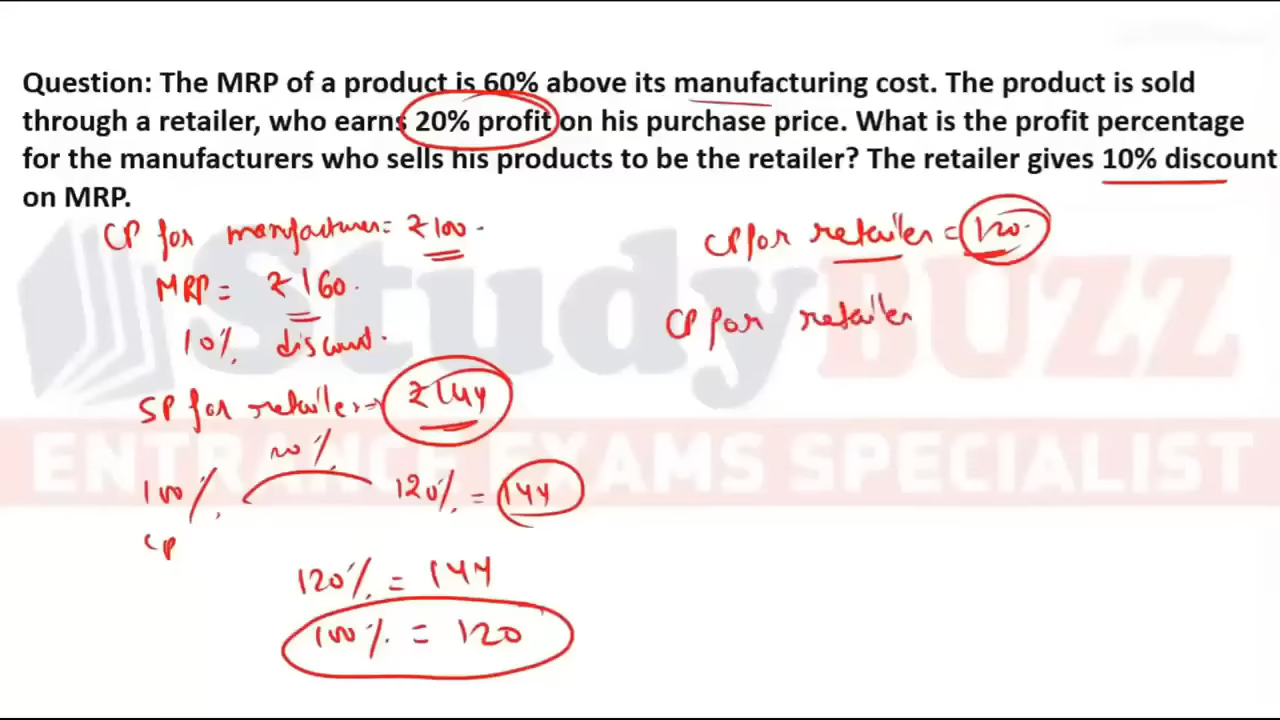 Question: The MRP of a product is 60% above its manufacturing cost. The product is sold
through a retailer, who earns 20% profit on his purchase price. What is the profit percentage
for the manufacturers who sells his products to be the retailer? The retailer gives 10% discount
on MRP.
CP for manufacturer = ₹100.
MRP = ₹160.
10% discount.
SP for retailer → ₹144
20%
100% 120% = 144
CP
120% = 144
100% = 120
CP for retailer = 120.
CP for retailer
StudyBUZZ
ENTRANCE EXAMS SPECIALIST